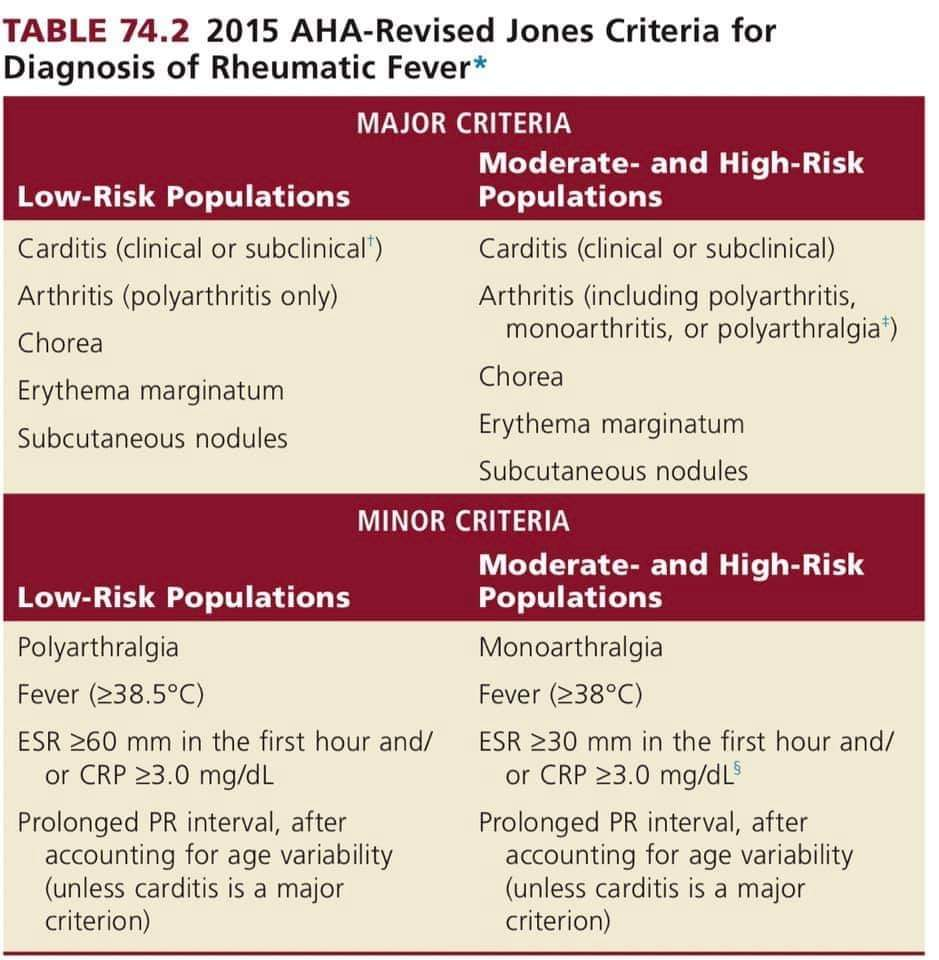 TABLE 74.2 2015 AHA-Revised Jones Criteria for
Diagnosis of Rheumatic Fever*
MAJOR CRITERIA
Low-Risk Populations
Moderate- and High-Risk
Populations
Carditis (clinical or subclinical†)
Arthritis (polyarthritis only)
Chorea
Erythema marginatum
Subcutaneous nodules
Carditis (clinical or subclinical)
Arthritis (including polyarthritis,
monoarthritis, or polyarthralgia‡)
Chorea
Erythema marginatum
Subcutaneous nodules
MINOR CRITERIA
Low-Risk Populations
Moderate- and High-Risk
Populations
Polyarthralgia
Fever (≥38.5°C)
ESR ≥60 mm in the first hour and/
or CRP ≥3.0 mg/dL
Prolonged PR interval, after
accounting for age variability
(unless carditis is a major
criterion)
Monoarthralgia
Fever (≥38°C)
ESR ≥30 mm in the first hour and/
or CRP ≥3.0 mg/dL§
Prolonged PR interval, after
accounting for age variability
(unless carditis is a major
criterion)